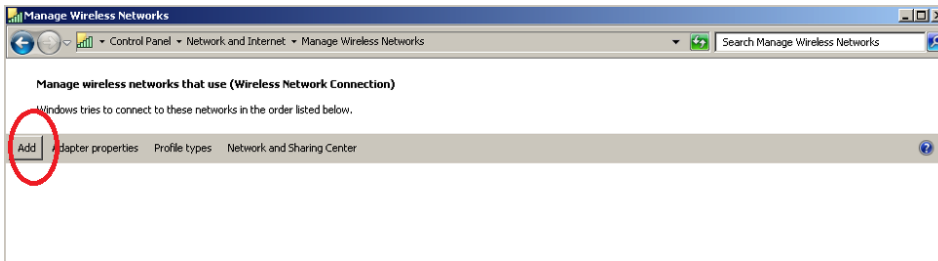 Manage Wireless Networks
Control Panel Network and Internet Manage Wireless Networks Search Manage Wireless Networks
Manage wireless networks that use (Wireless Network Connection)
Windows tries to connect to these networks in the order listed below.
Add Adapter properties Profile types Network and Sharing Center